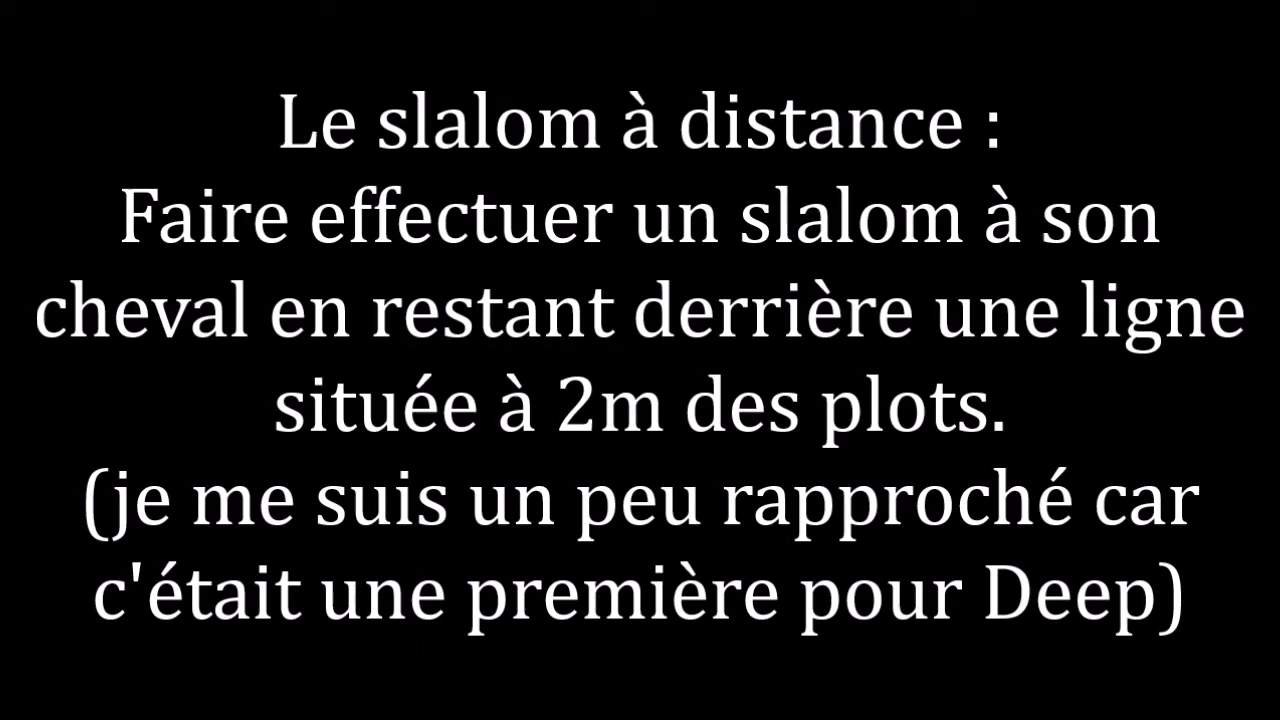 Le slalom à distance :
Faire effectuer un slalom à son
cheval en restant derrière une ligne
située à 2m des plots.
(je me suis un peu rapproché car
c'était une première pour Deep)